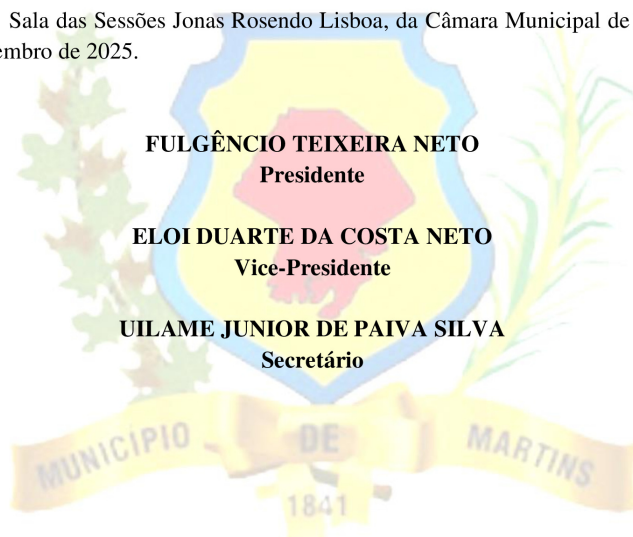 Sala das Sessões Jonas Rosendo Lisboa, da Câmara Municipal de
embro de 2025.
FULGÊNCIO TEIXEIRA NETO
Presidente
ELOI DUARTE DA COSTA NETO
Vice-Presidente
UILAME JUNIOR DE PAIVA SILVA
Secretário
MUNICÍPIO DE MARTINS
1841